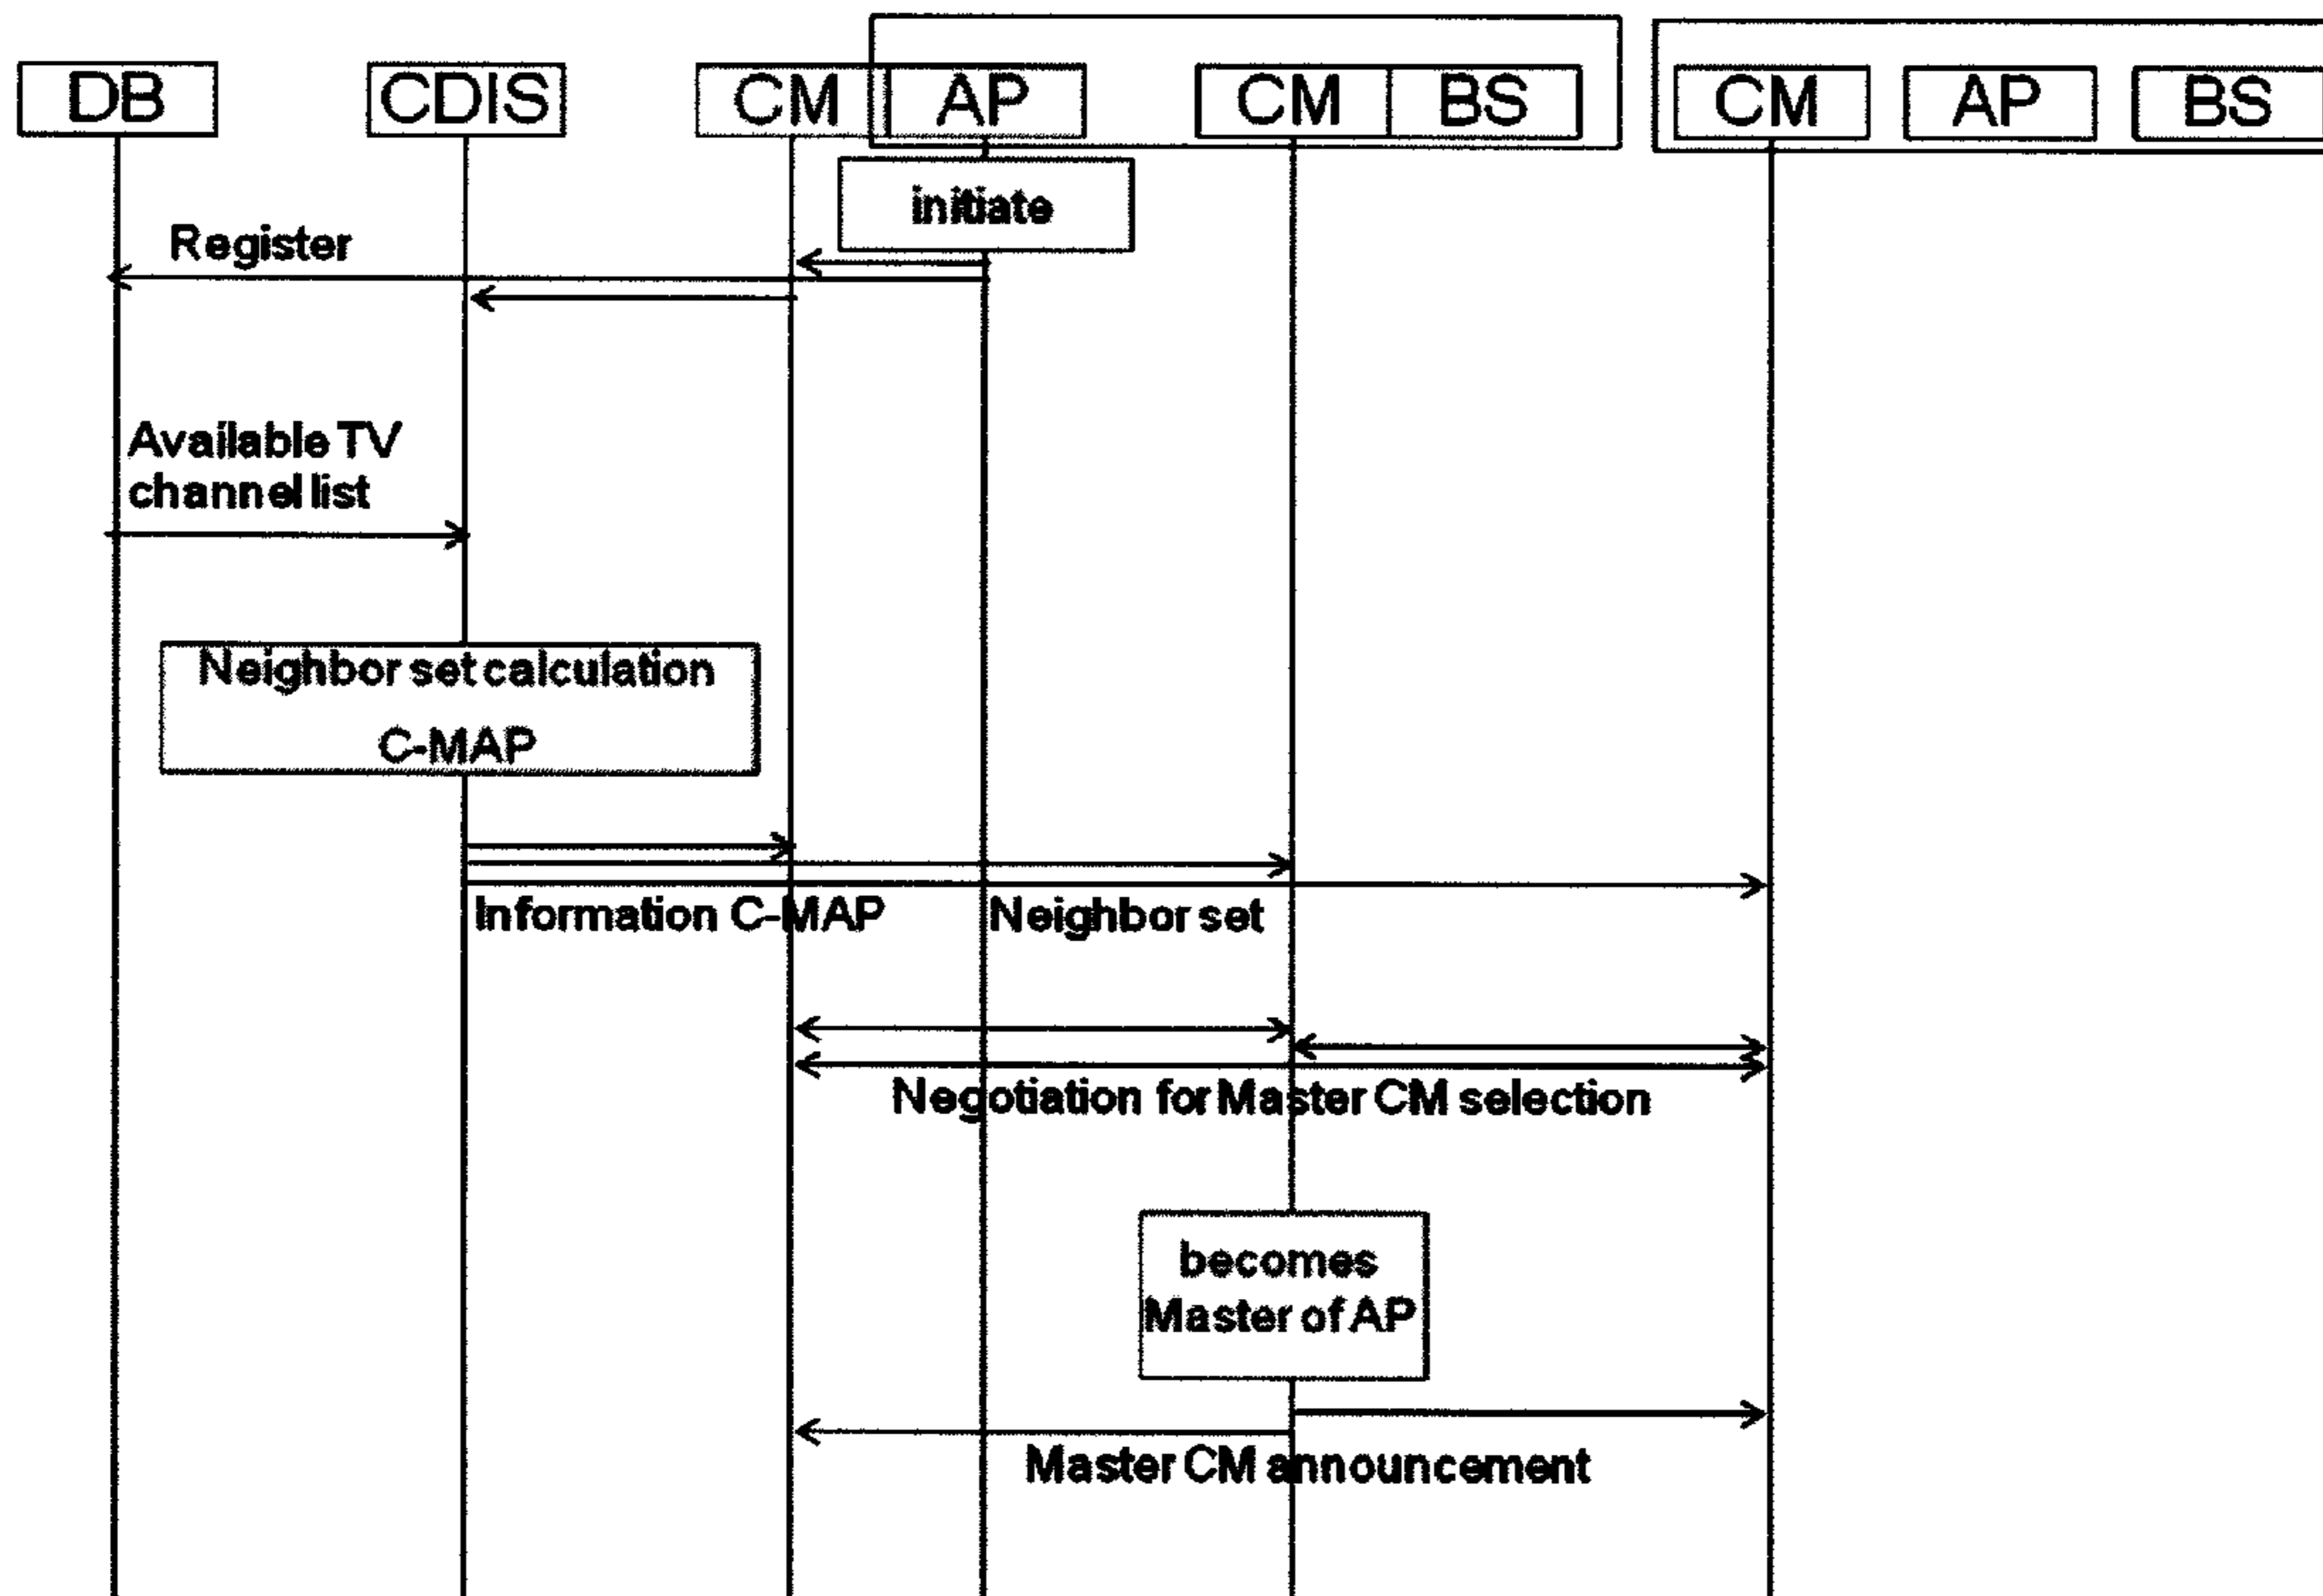 DB CDIS CM AP CM BS CM AP BS
initiate
Register
Available TV
channel list
Neighbor set calculation
C-MAP
Information C-MAP Neighbor set
Negotiation for Master CM selection
becomes
Master of AP
Master CM announcement